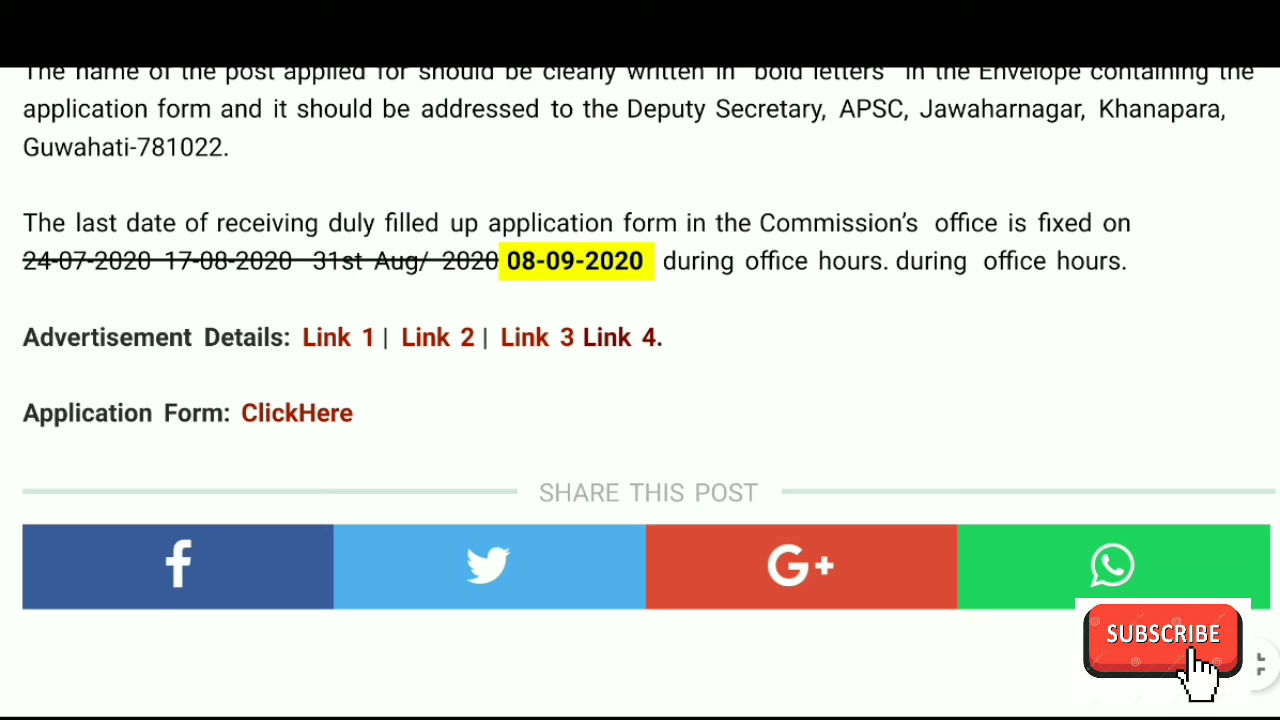 The name of the post applied for should be clearly written in "bold letters" in the Envelope containing the
application form and it should be addressed to the Deputy Secretary, APSC, Jawaharnagar, Khanapara,
Guwahati-781022.
The last date of receiving duly filled up application form in the Commission's office is fixed on
24-07-2020 17-08-2020 31st Aug/ 2020 08-09-2020 during office hours. during office hours.
Advertisement Details: Link 1 | Link 2 | Link 3 Link 4.
Application Form: ClickHere
SHARE THIS POST
f G+
SUBSCRIBE